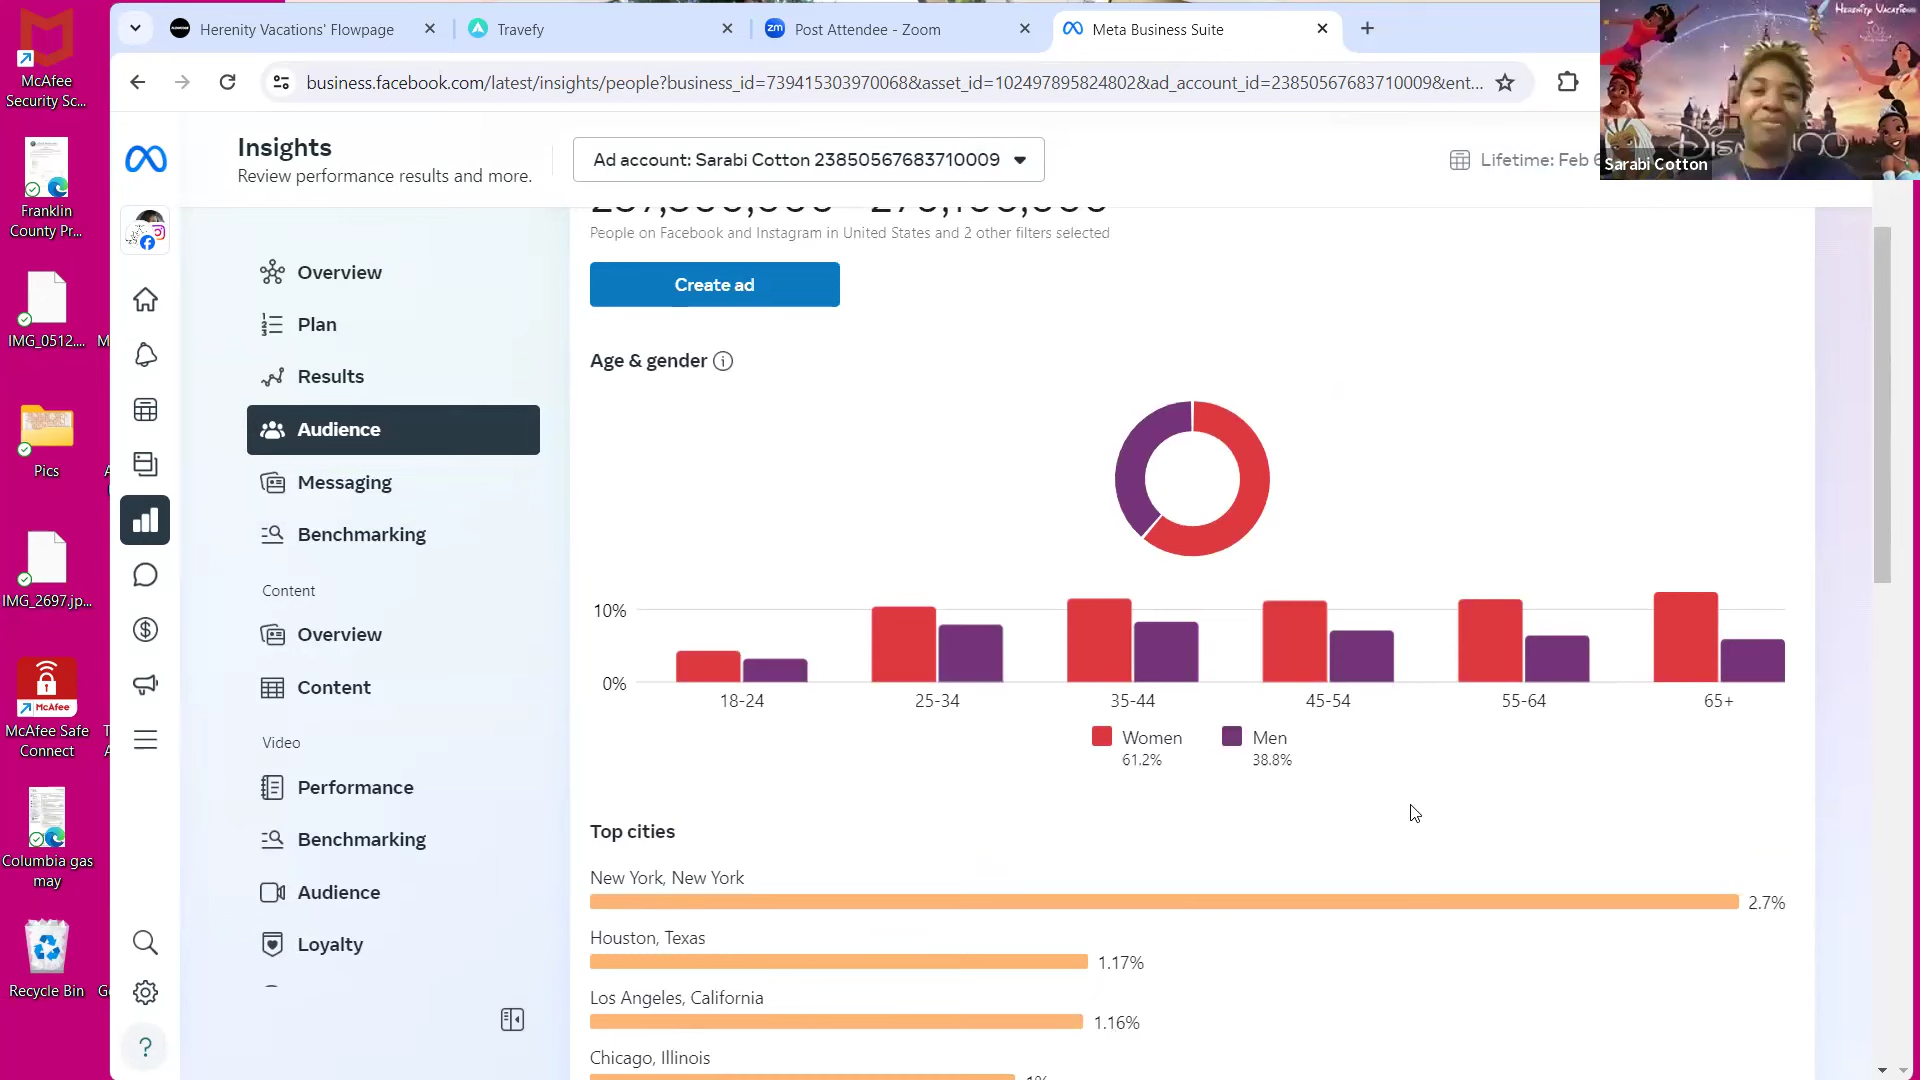 Herenity Vacations' Flowpage
Travefy
zm Post Attendee - Zoom
Meta Business Suite
business.facebook.com/latest/insights/people?business_id=739415303970068&asset_id=102497895824802&ad_account_id=23850567683710009&ent...
McAfee
Security Sc...
Franklin
County Pr...
IMG_0512....
Pics
IMG_2697.jp...
McAfee
McAfee Safe
Connect
Columbia gas
may
Recycle Bin
Insights
Review performance results and more.
Ad account: Sarabi Cotton 23850567683710009
Lifetime: Feb
Herenity Vacations
Sarabi Cotton
Overview
Plan
Results
Audience
Messaging
Benchmarking
Content
Overview
Content
Video
Performance
Benchmarking
Audience
Loyalty
People on Facebook and Instagram in United States and 2 other filters selected
Create ad
Age & gender
10%
0%
18-24
25-34
35-44
45-54
55-64
65+
Women
61.2%
Men
38.8%
Top cities
New York, New York
2.7%
Houston, Texas
1.17%
Los Angeles, California
1.16%
Chicago, Illinois
1%